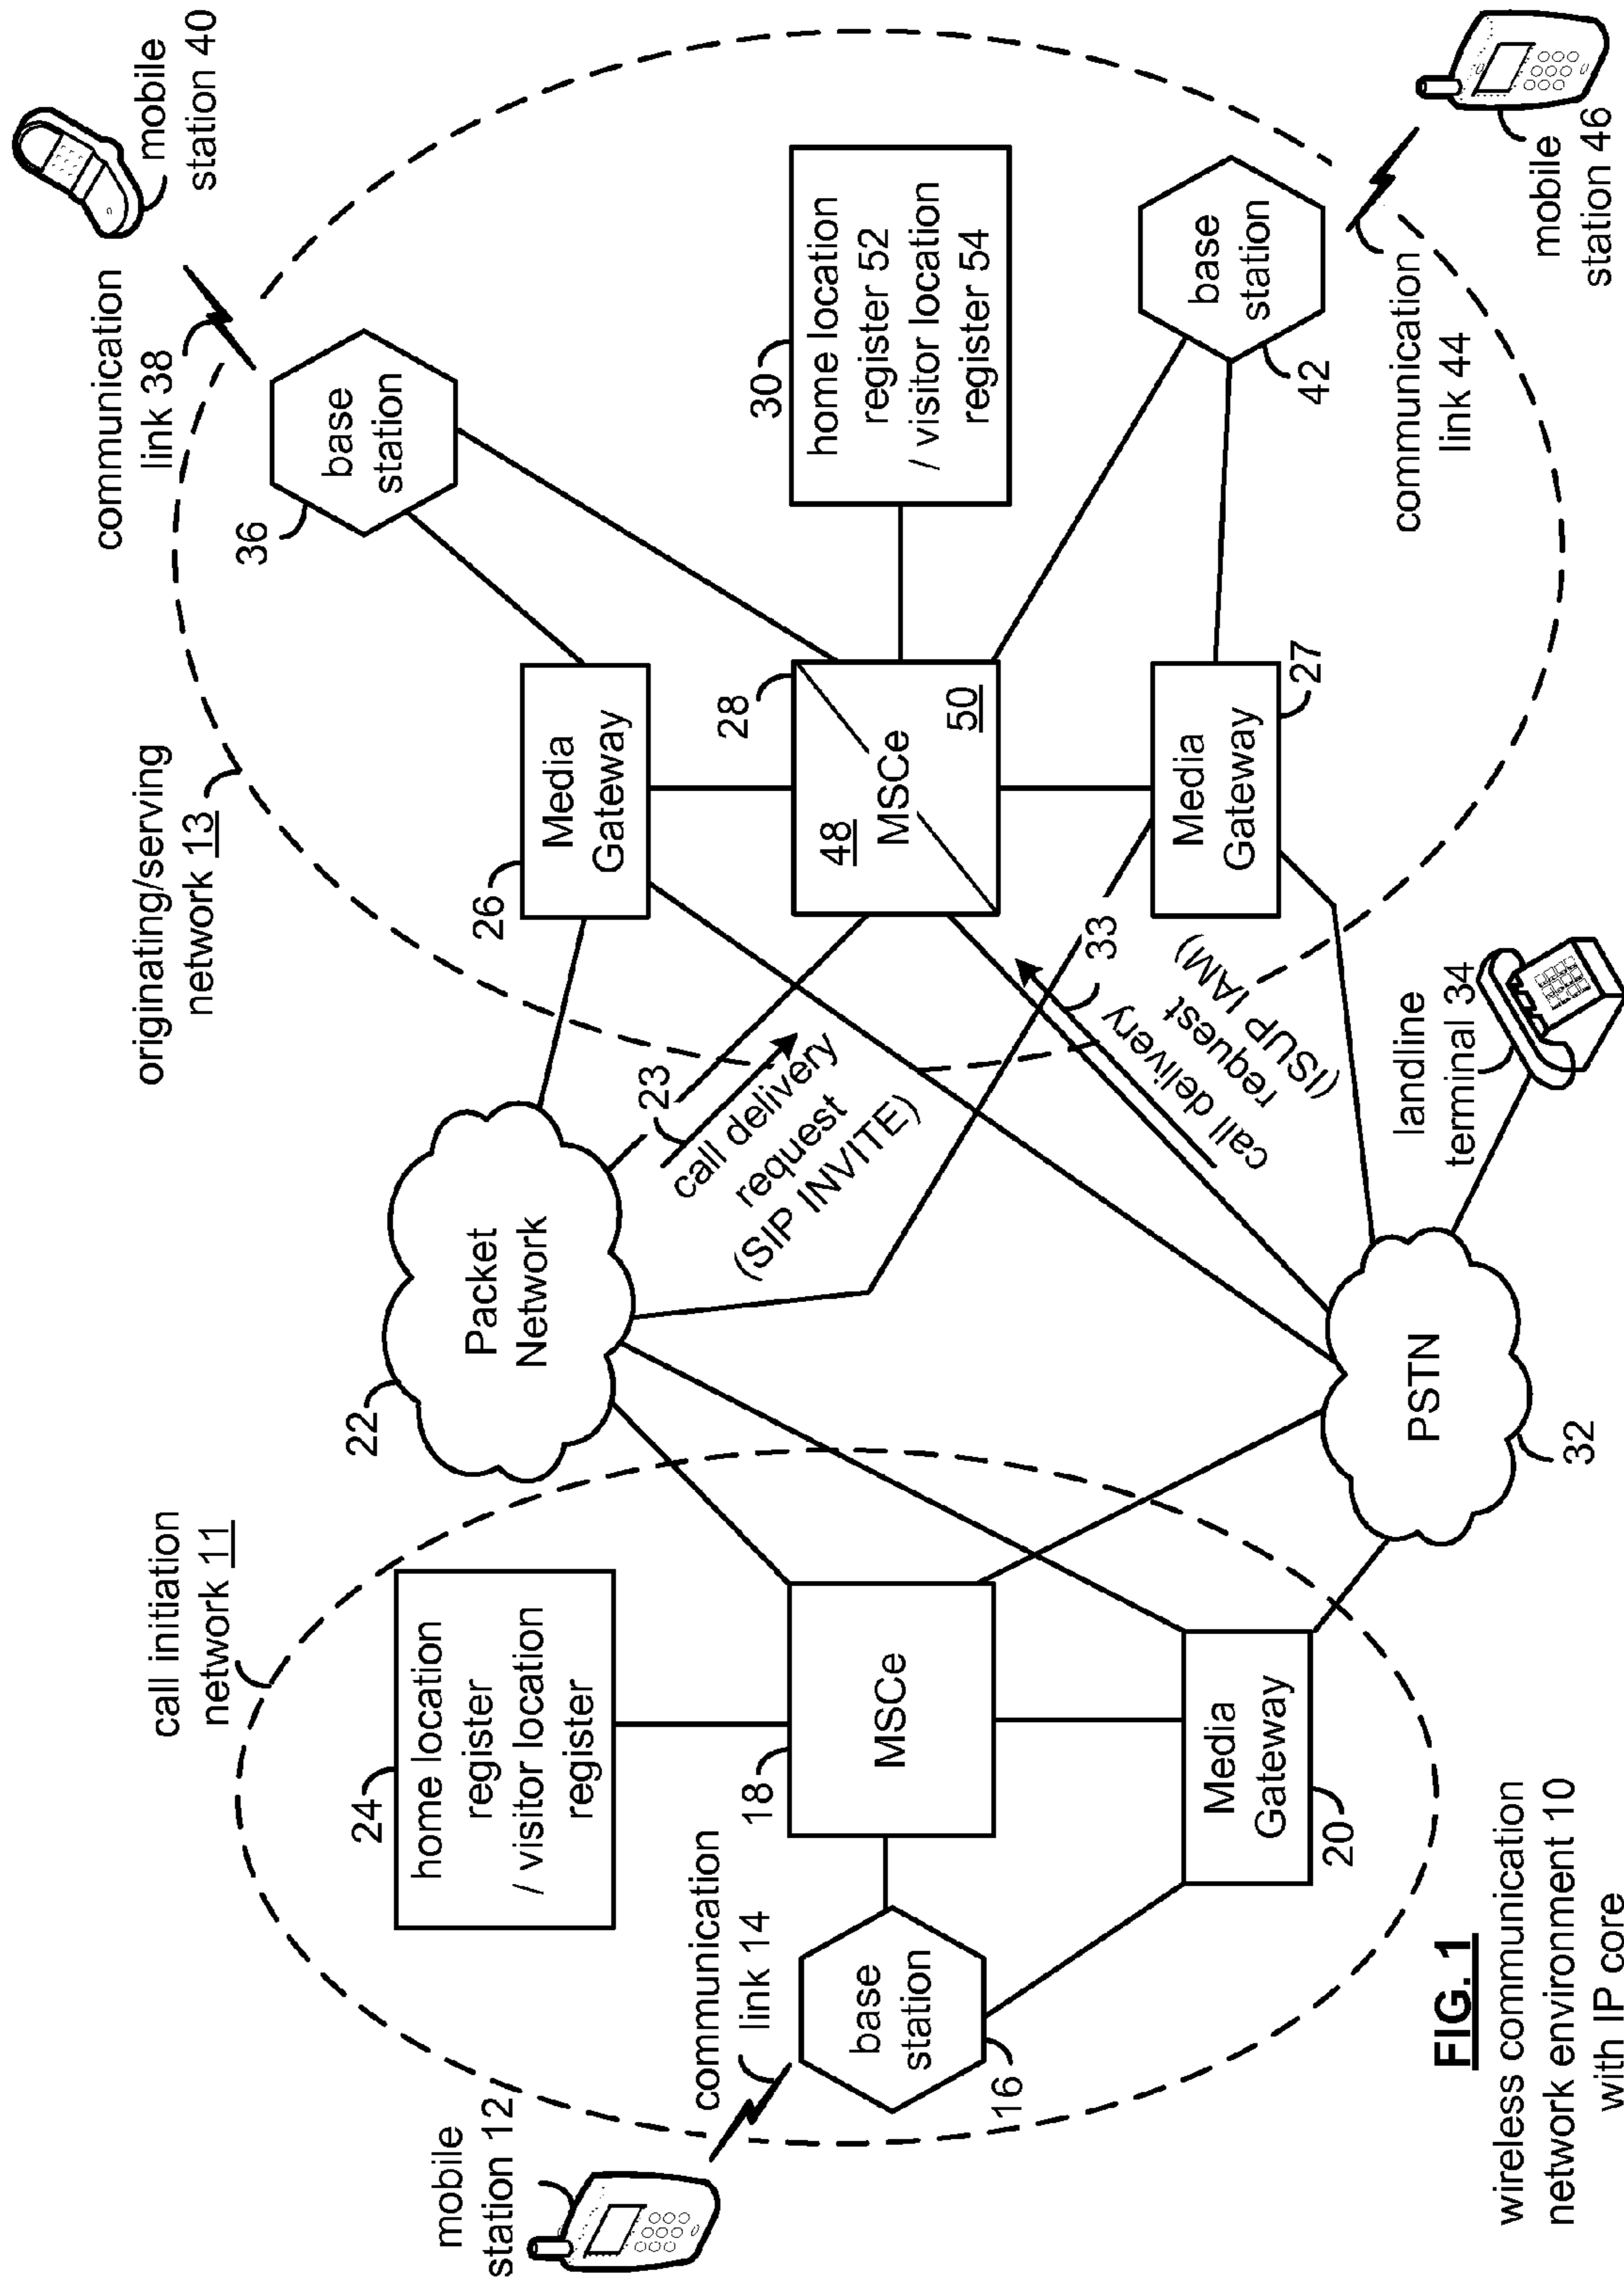 call initiation
network 11
originating/serving
network 13
communication
link 38
mobile
station 40
22
Packet
Network
36
base
station
24
home location
register
/ visitor location
register
26
Media
Gateway
23
call delivery
request
(SIP INVITE)
28
48
MSCe
50
30
home location
register 52
/ visitor location
register 54
mobile
station 12
communication
link 14
18
MSCe
base
station
16
33
call delivery
request
(ISUP IAM)
Media
Gateway
27
base
station
42
Media
Gateway
20
PSTN
32
landline
terminal 34
communication
link 44
mobile
station 46
FIG. 1
wireless communication
network environment 10
with IP core